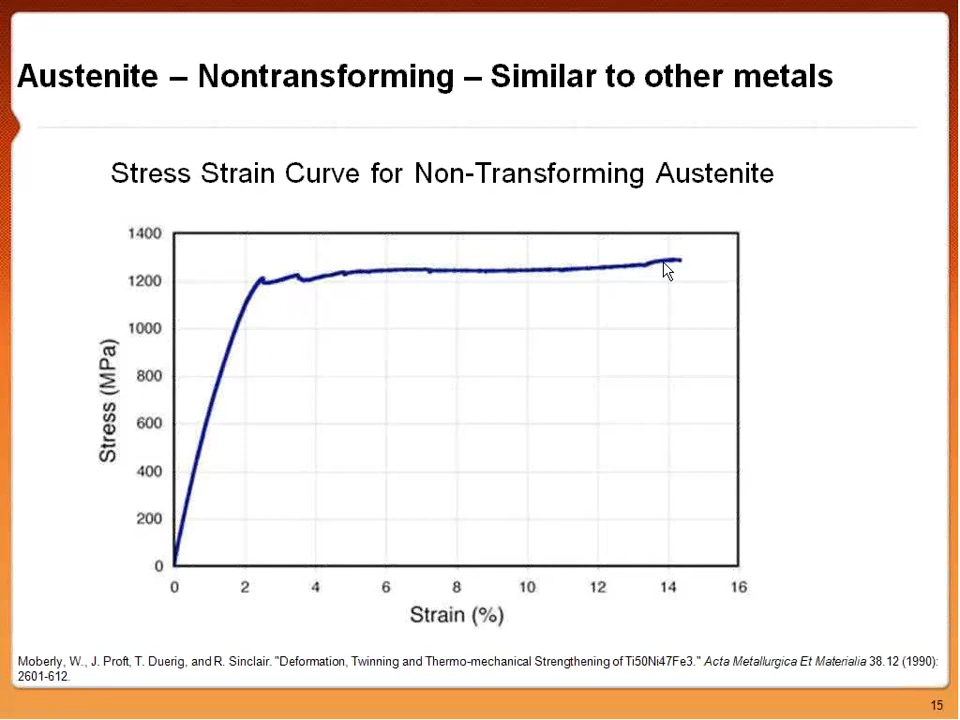 Austenite – Nontransforming – Similar to other metals
Stress Strain Curve for Non-Transforming Austenite
1400
1200
1000
800
600
400
200
0
Stress (MPa)
0 2 4 6 8 10 12 14 16
Strain (%)
Moberly, W., J. Proft, T. Duerig, and R. Sinclair. "Deformation, Twinning and Thermo-mechanical Strengthening of Ti50Ni47Fe3." Acta Metallurgica Et Materialia 38.12 (1990):
2601-612.
15